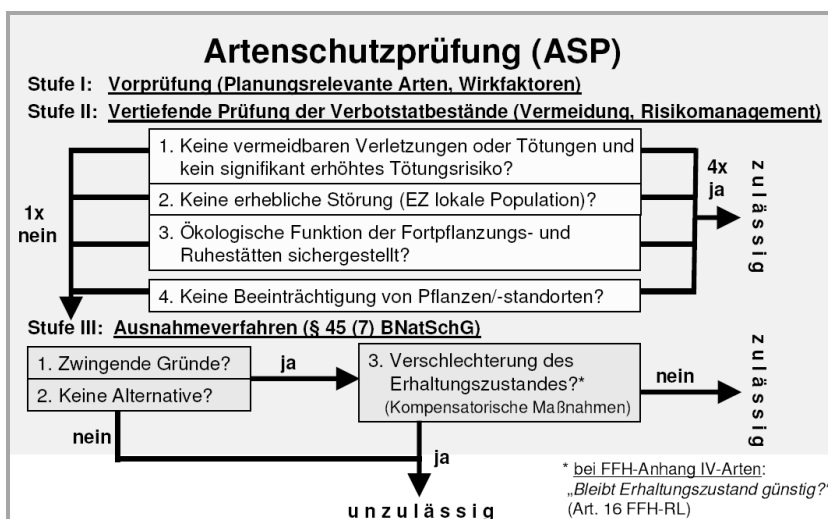 Artenschutzprüfung (ASP)
Stufe I: Vorprüfung (Planungsrelevante Arten, Wirkfaktoren)
Stufe II: Vertiefende Prüfung der Verbotstatbestände (Vermeidung, Risikomanagement)
1. Keine vermeidbaren Verletzungen oder Tötungen und
kein signifikant erhöhtes Tötungsrisiko?
2. Keine erhebliche Störung (EZ lokale Population)?
3. Ökologische Funktion der Fortpflanzungs- und
Ruhestätten sichergestellt?
4. Keine Beeinträchtigung von Pflanzen/-standorten?
1x
nein
4x
ja
zulässig
Stufe III: Ausnahmeverfahren (§ 45 (7) BNatSchG)
1. Zwingende Gründe?
2. Keine Alternative?
ja
3. Verschlechterung des
Erhaltungszustandes?*
(Kompensatorische Maßnahmen)
nein
zulässig
nein
ja
unzulässig
* bei FFH-Anhang IV-Arten:
„Bleibt Erhaltungszustand günstig?“
(Art. 16 FFH-RL)